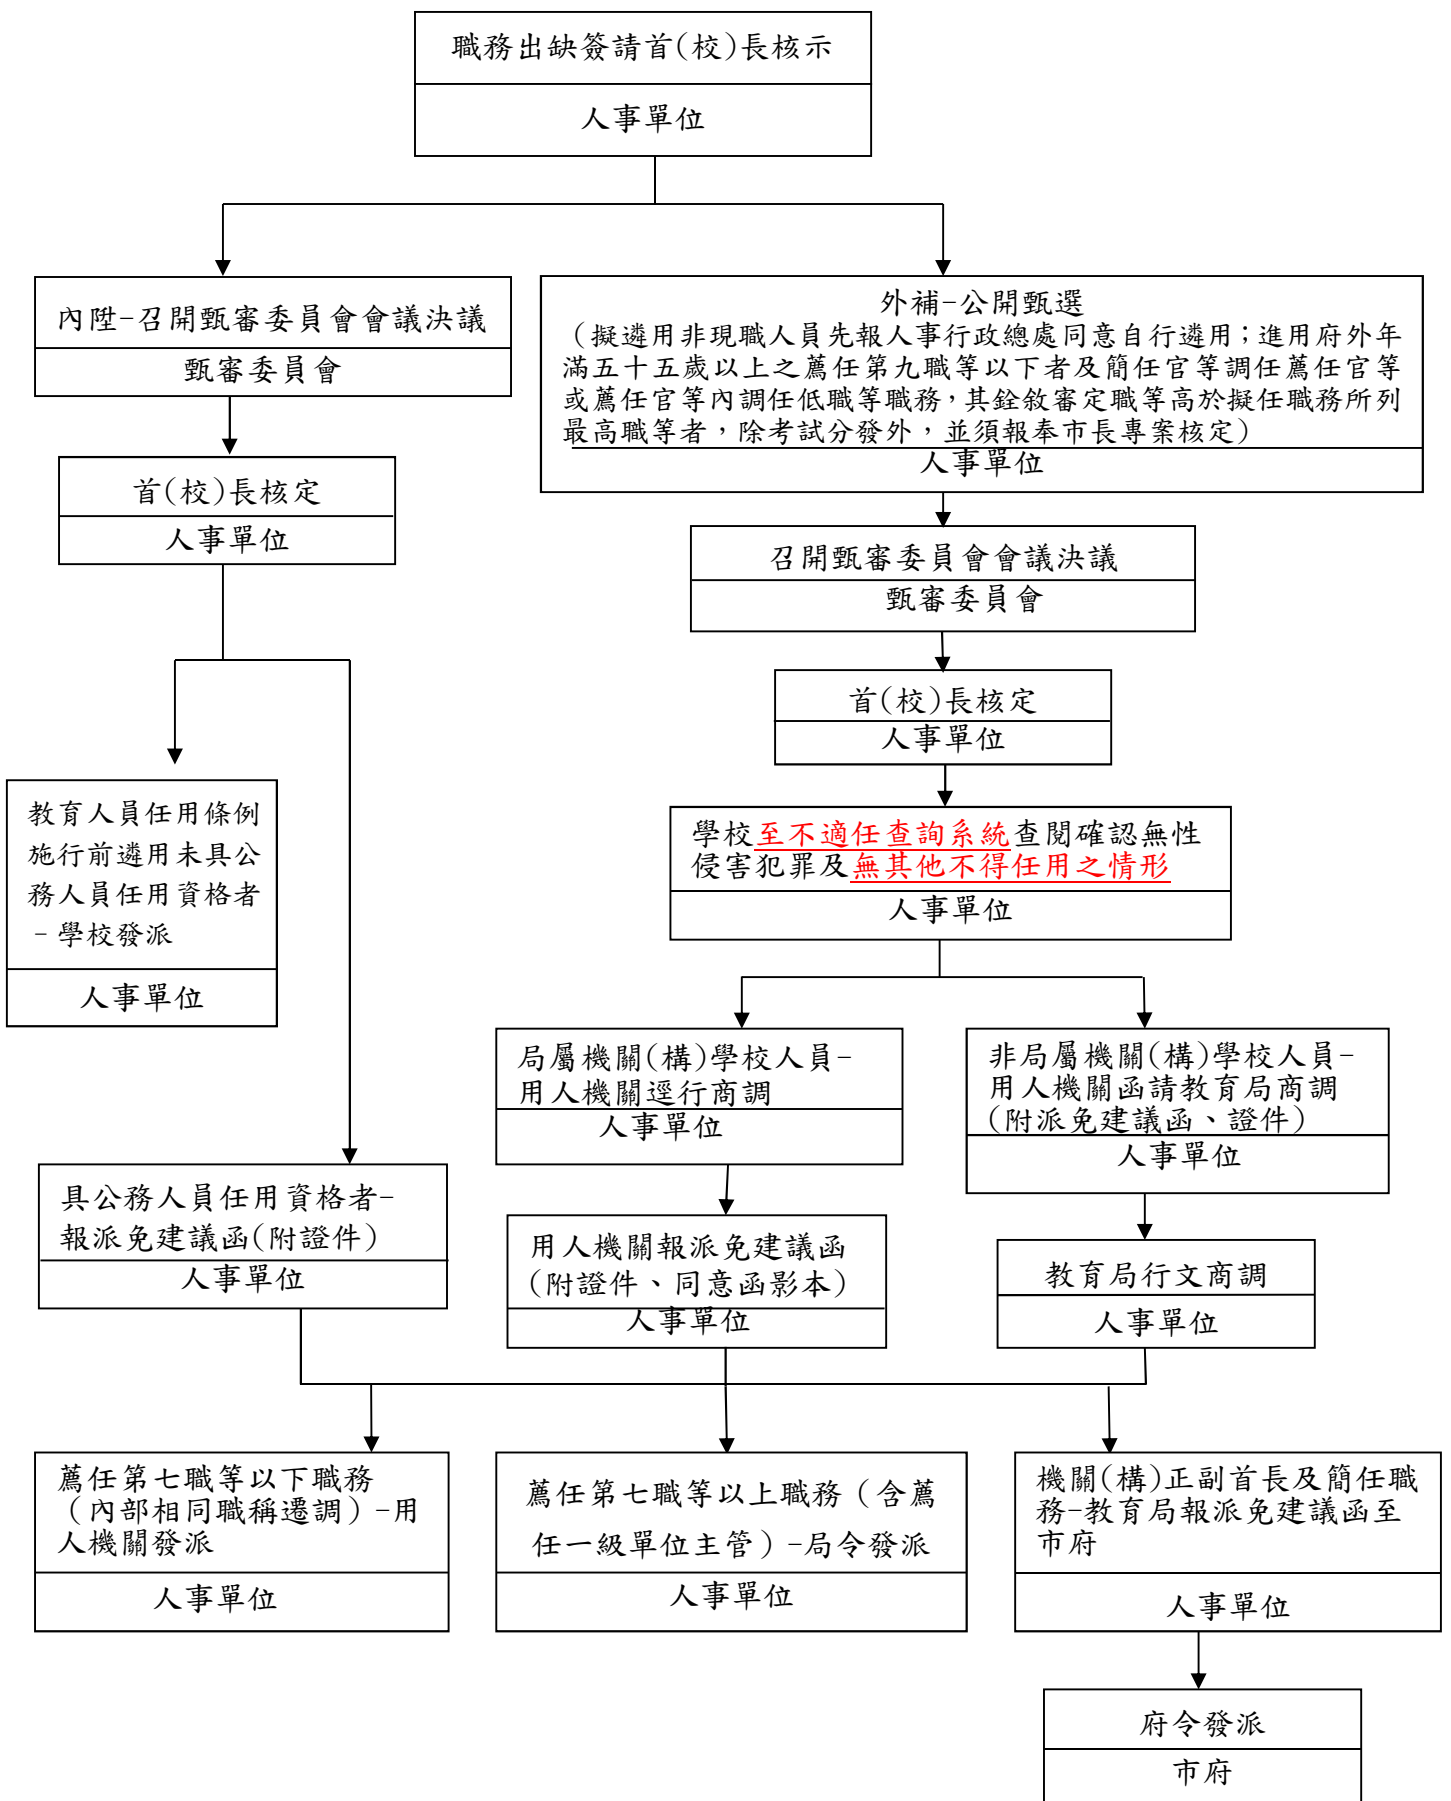 職務出缺簽請首(校)長核示
人事單位
內陞-召開甄審委員會會議決議
甄審委員會
首(校)長核定
人事單位
外補-公開甄選
（擬遴用非現職人員先報人事行政總處同意自行遴用；進用府外年
滿五十五歲以上之薦任第九職等以下者及簡任官等調任薦任官等
或薦任官等內調任低職等職務，其銓敘審定職等高於擬任職務所列
最高職等者，除考試分發外，並須報奉市長專案核定）
人事單位
召開甄審委員會會議決議
甄審委員會
首(校)長核定
人事單位
學校至不適任查詢系統查閱確認無性
侵害犯罪及無其他不得任用之情形
人事單位
教育人員任用條例
施行前遴用未具公
務人員任用資格者
-學校發派
人事單位
具公務人員任用資格者-
報派免建議函(附證件)
人事單位
局屬機關(構)學校人員-
用人機關逕行商調
人事單位
用人機關報派免建議函
(附證件、同意函影本)
人事單位
非局屬機關(構)學校人員-
用人機關函請教育局商調
(附派免建議函、證件)
人事單位
教育局行文商調
人事單位
薦任第七職等以下職務
（內部相同職稱遷調）-用
人機關發派
人事單位
薦任第七職等以上職務（含薦
任一級單位主管）-局令發派
人事單位
機關(構)正副首長及簡任職
務-教育局報派免建議函至
市府
人事單位
府令發派
市府